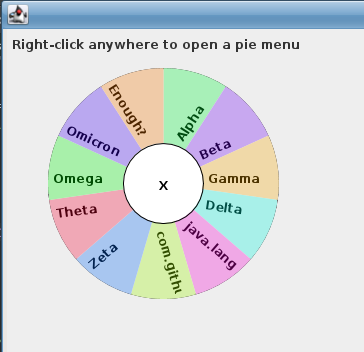 Right-click anywhere to open a pie menu
Alpha
Beta
Gamma
Delta
java.lang
com.githu
Zeta
Theta
Omega
Omicron
Enough?
X